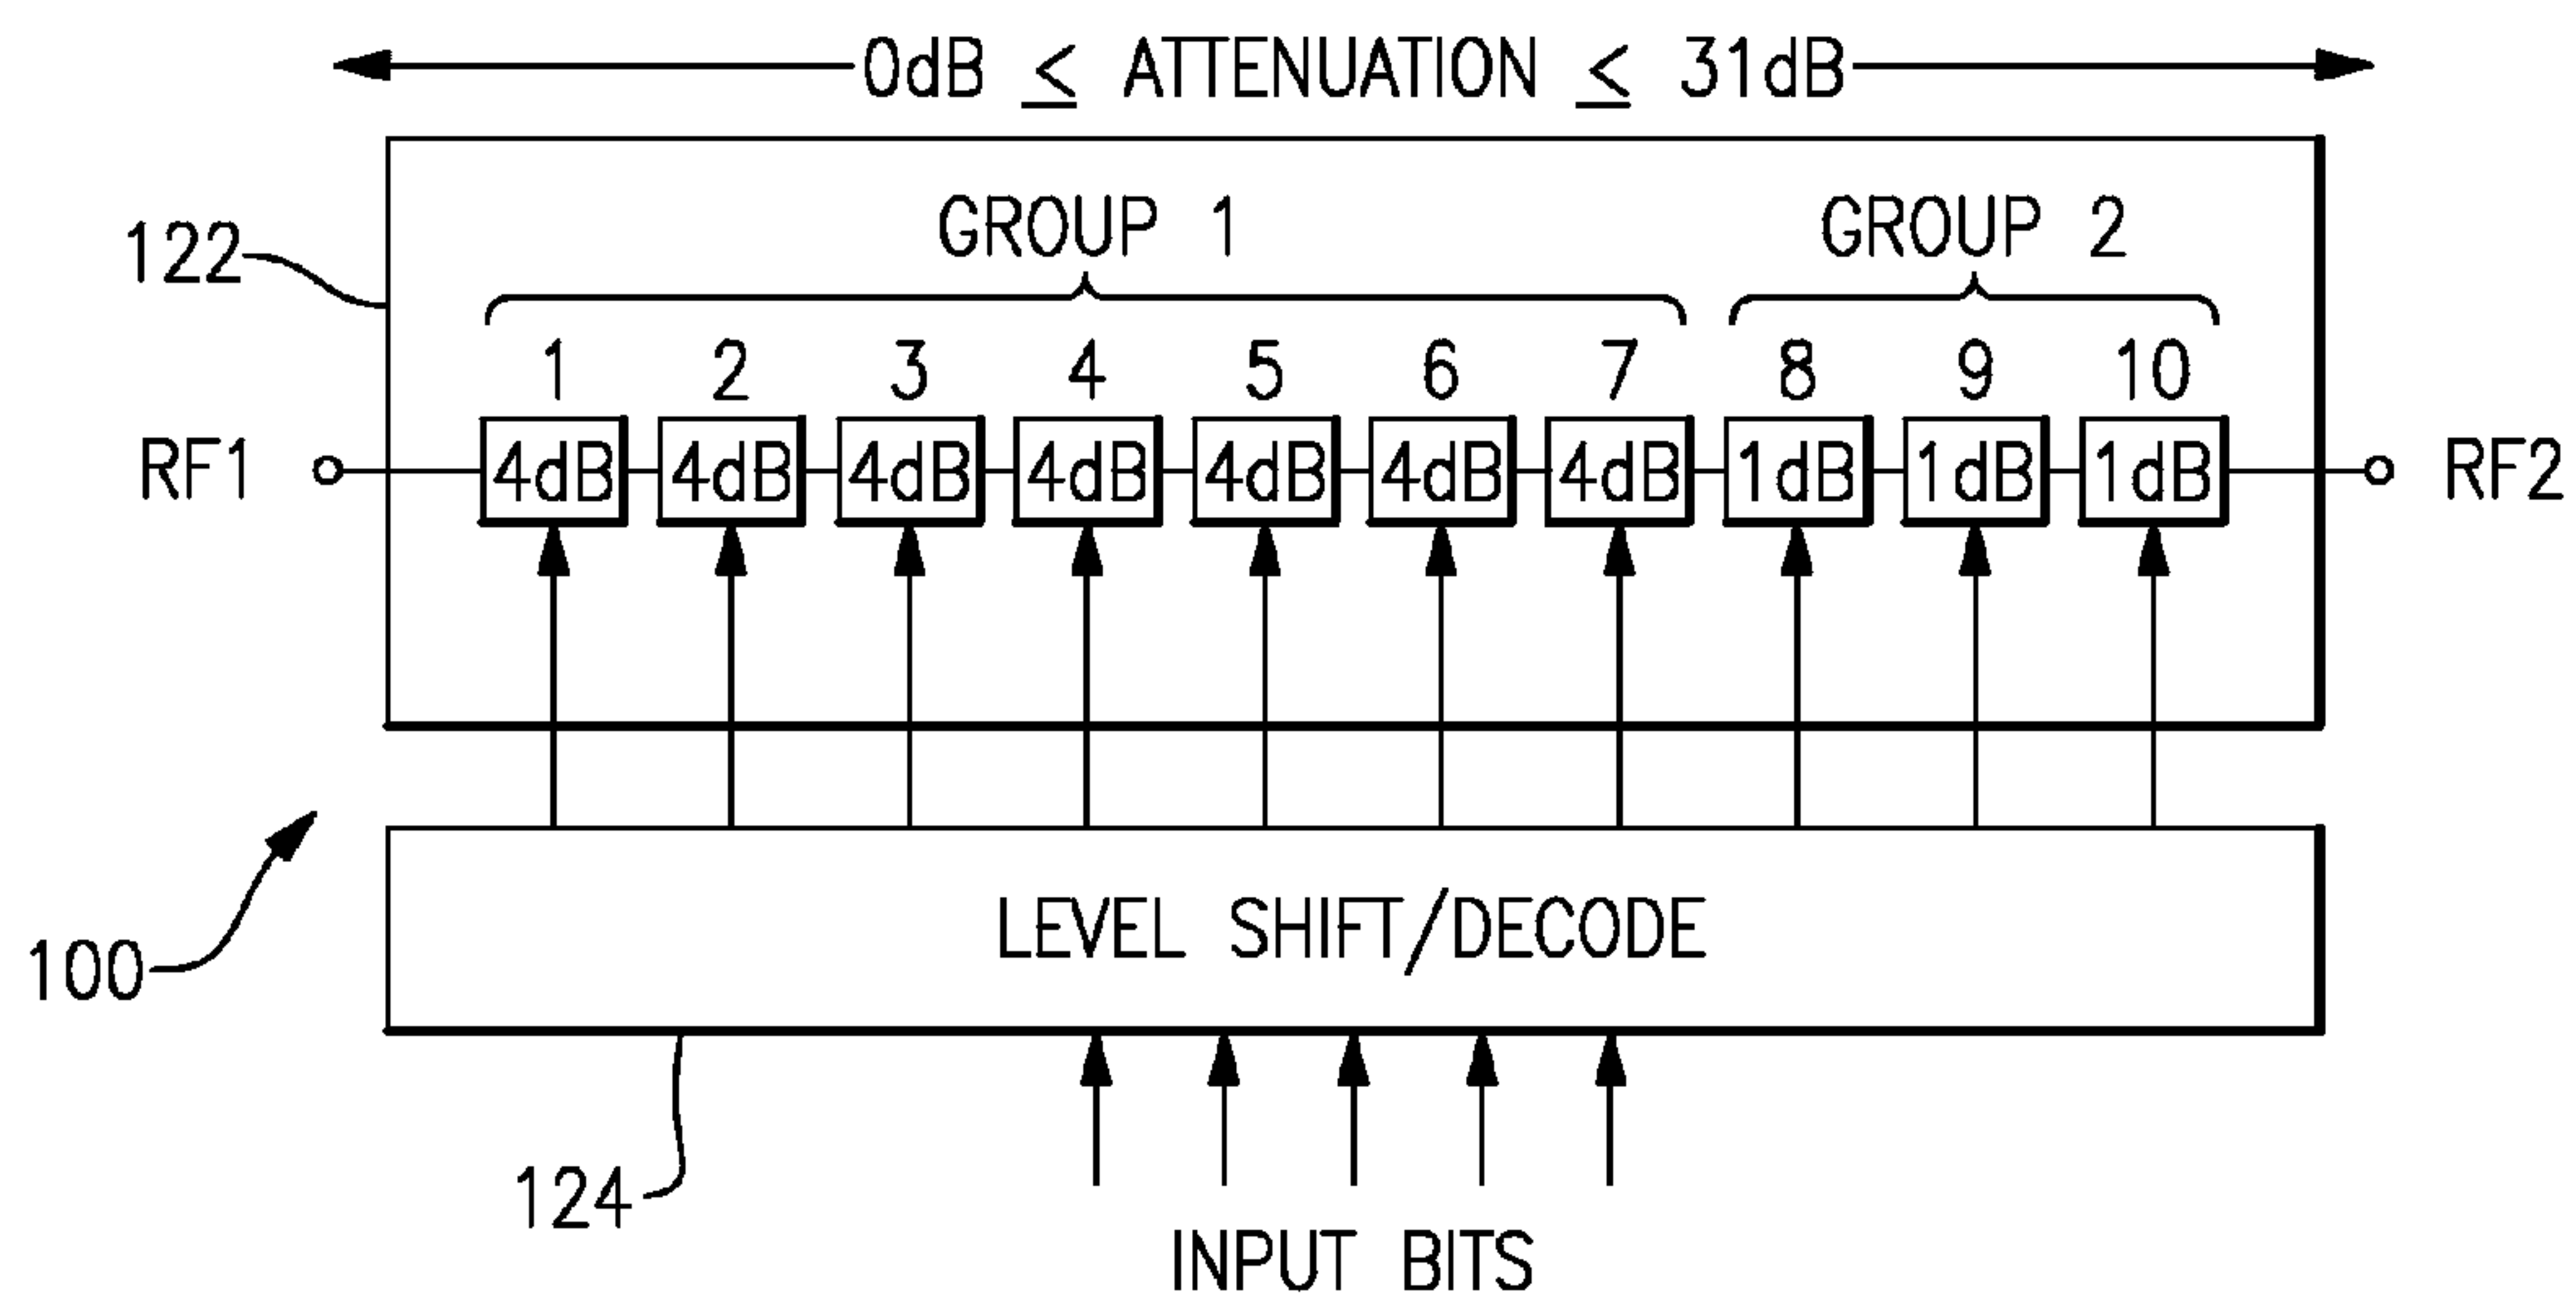 0dB ≤ ATTENUATION ≤ 31dB
GROUP 1 GROUP 2
122
1 2 3 4 5 6 7 8 9 10
RF1 4dB 4dB 4dB 4dB 4dB 4dB 4dB 1dB 1dB 1dB RF2
LEVEL SHIFT/DECODE
100
124
INPUT BITS